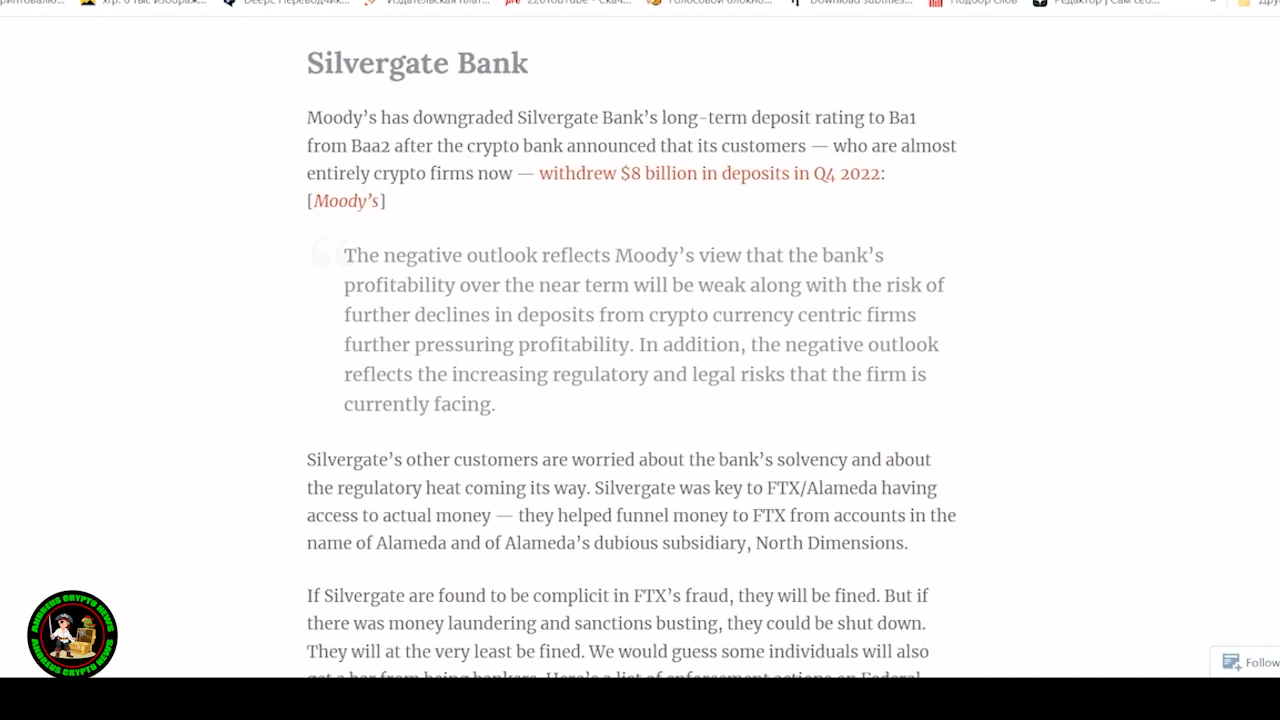 Silvergate Bank
Moody’s has downgraded Silvergate Bank’s long-term deposit rating to Ba1
from Baa2 after the crypto bank announced that its customers — who are almost
entirely crypto firms now — withdrew $8 billion in deposits in Q4 2022:
[Moody’s]
“
The negative outlook reflects Moody’s view that the bank’s
profitability over the near term will be weak along with the risk of
further declines in deposits from crypto currency centric firms
further pressuring profitability. In addition, the negative outlook
reflects the increasing regulatory and legal risks that the firm is
currently facing.
Silvergate’s other customers are worried about the bank’s solvency and about
the regulatory heat coming its way. Silvergate was key to FTX/Alameda having
access to actual money — they helped funnel money to FTX from accounts in the
name of Alameda and of Alameda’s dubious subsidiary, North Dimensions.
If Silvergate are found to be complicit in FTX’s fraud, they will be fined. But if
there was money laundering and sanctions busting, they could be shut down.
They will at the very least be fined. We would guess some individuals will also
ANDREUS CRYPTO NEWS
ANDREUS CRYPTO NEWS
Follow